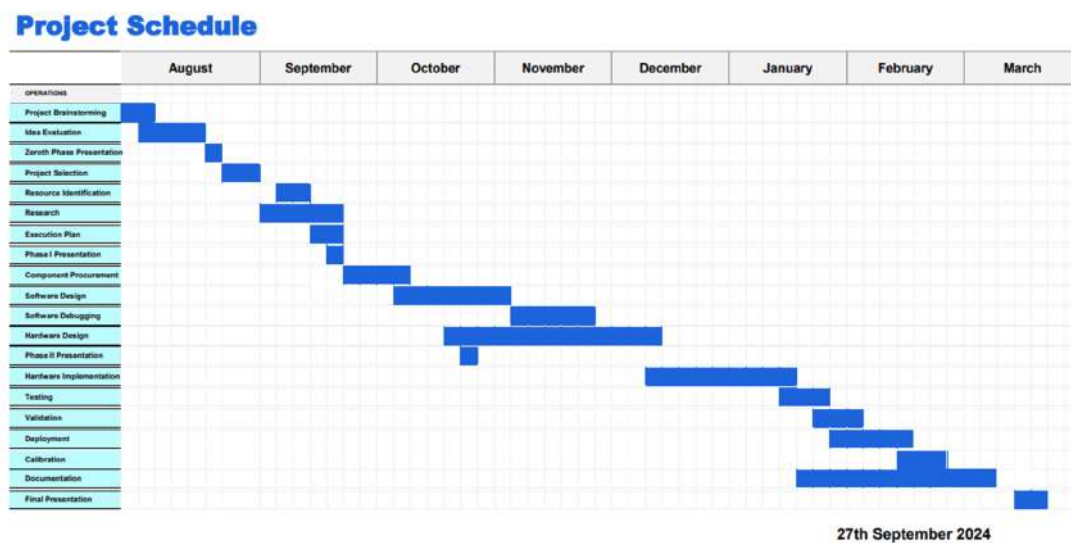 Project Schedule
August September October November December January February March
OPERATIONS
Project Brainstorming
Idea Evaluation
Zeroth Phase Presentation
Project Selection
Resource Identification
Research
Execution Plan
Phase I Presentation
Component Procurement
Software Design
Software Debugging
Hardware Design
Phase II Presentation
Hardware Implementation
Testing
Validation
Deployment
Calibration
Documentation
Final Presentation
27th September 2024